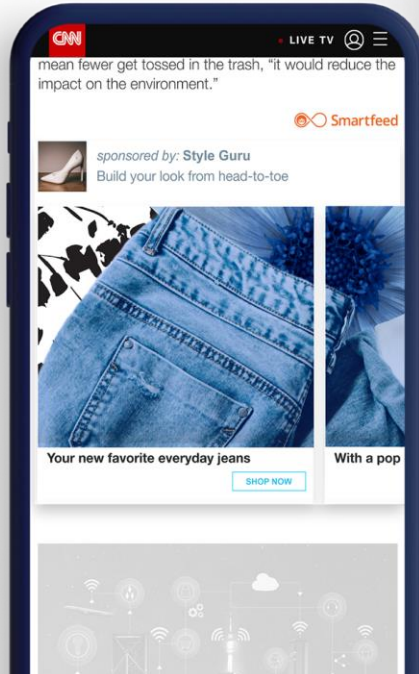 CNN
LIVE TV
mean fewer get tossed in the trash, “it would reduce the
impact on the environment.”
Smartfeed
sponsored by: Style Guru
Build your look from head-to-toe
Your new favorite everyday jeans
With a pop
SHOP NOW